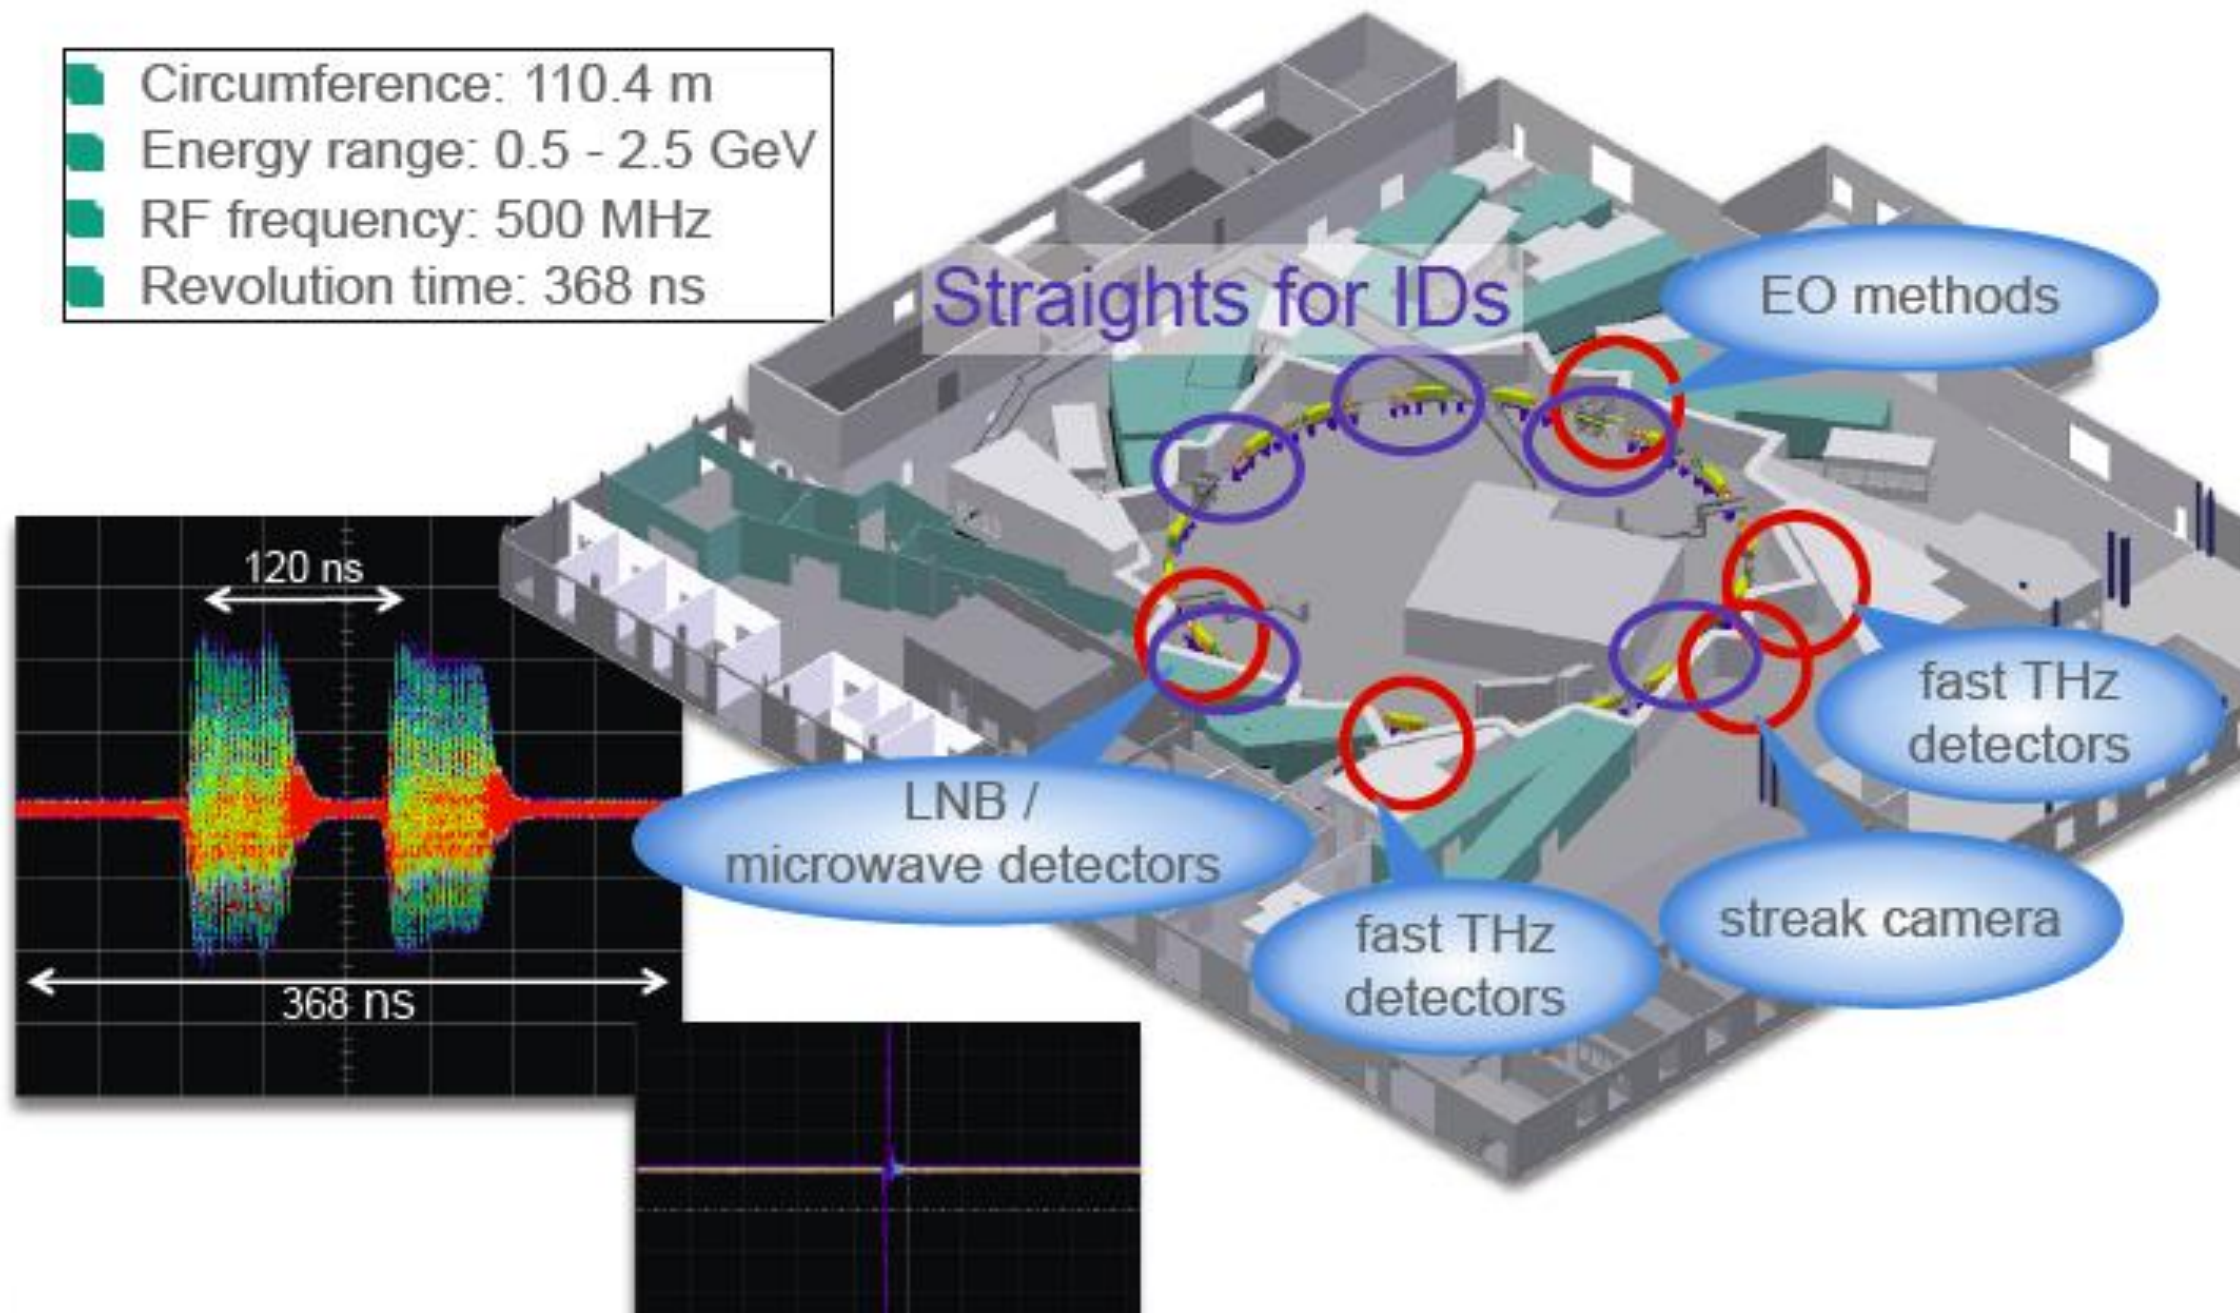 Circumference: 110.4 m
Energy range: 0.5 - 2.5 GeV
RF frequency: 500 MHz
Revolution time: 368 ns
Straights for IDs
EO methods
120 ns
368 ns
LNB /
microwave detectors
fast THz
detectors
streak camera
fast THz
detectors